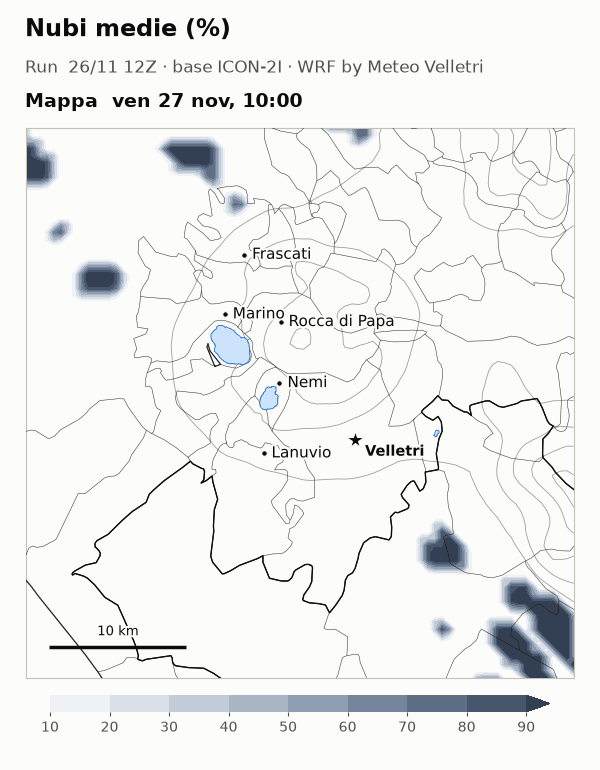 Nubi medie (%)
Run  26/11 12Z · base ICON-2I · WRF by Meteo Velletri
Mappa  ven 27 nov, 10:00
Frascati
Marino
Rocca di Papa
Nemi
Velletri
Lanuvio
10 km
10 20 30 40 50 60 70 80 90